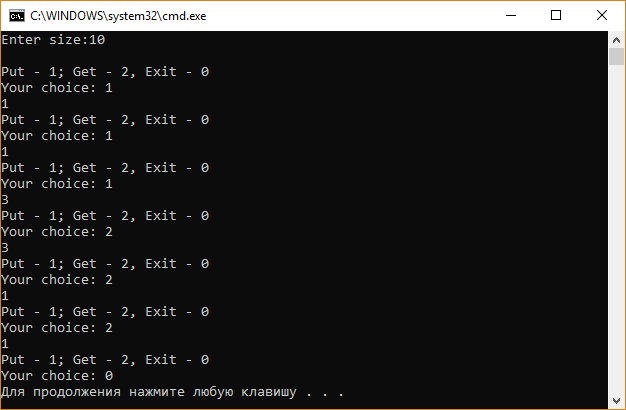 C:\WINDOWS\system32\cmd.exe
Enter size:10
Put - 1; Get - 2, Exit - 0
Your choice: 1
1
Put - 1; Get - 2, Exit - 0
Your choice: 1
1
Put - 1; Get - 2, Exit - 0
Your choice: 1
3
Put - 1; Get - 2, Exit - 0
Your choice: 2
3
Put - 1; Get - 2, Exit - 0
Your choice: 2
1
Put - 1; Get - 2, Exit - 0
Your choice: 2
1
Put - 1; Get - 2, Exit - 0
Your choice: 0
Для продолжения нажмите любую клавишу . . .